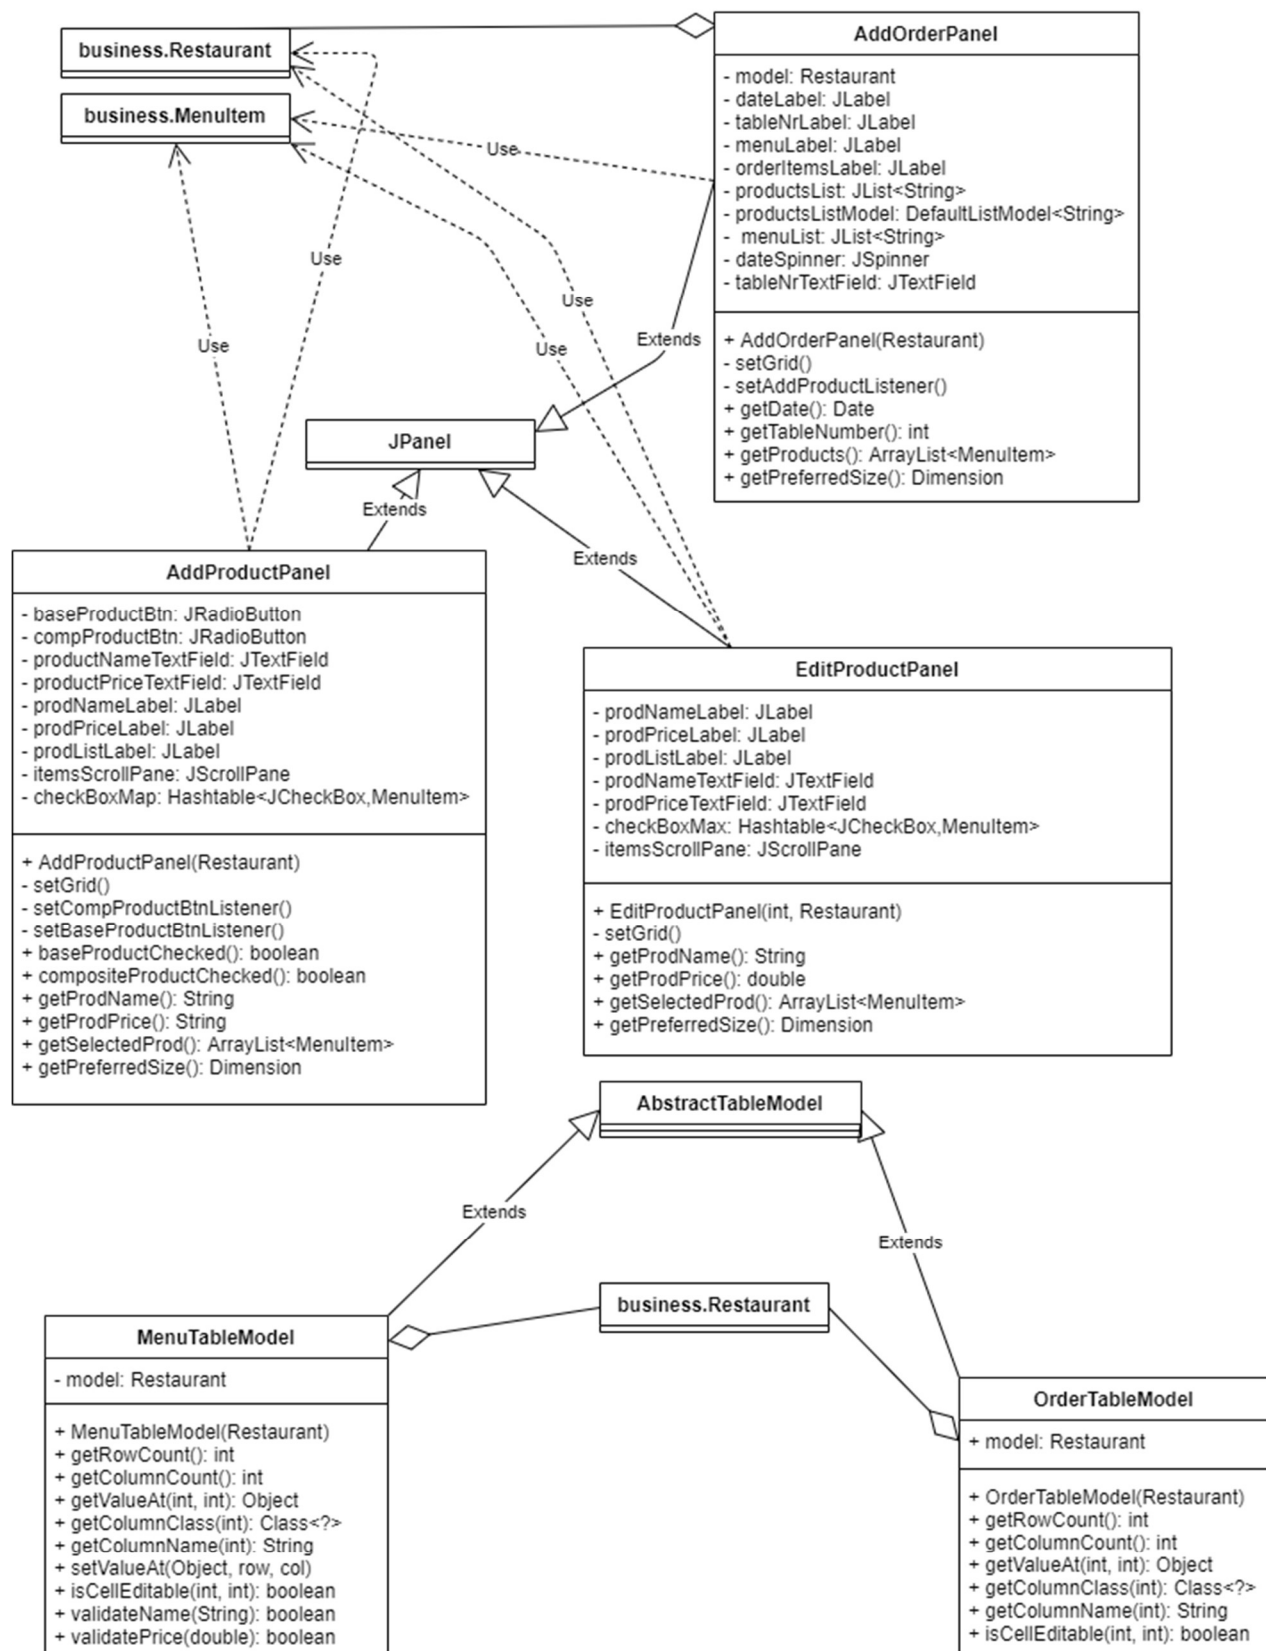 business.Restaurant
business.MenuItem
AddOrderPanel
- model: Restaurant
- dateLabel: JLabel
- tableNrLabel: JLabel
- menuLabel: JLabel
- orderItemsLabel: JLabel
- productsList: JList<String>
- productsListModel: DefaultListModel<String>
- menuList: JList<String>
- dateSpinner: JSpinner
- tableNrTextField: JTextField
+ AddOrderPanel(Restaurant)
- setGrid()
- setAddProductListener()
+ getDate(): Date
+ getTableNumber(): int
+ getProducts(): ArrayList<MenuItem>
+ getPreferredSize(): Dimension
Use
Use
Use
Use
Use
Extends
JPanel
Extends
Extends
AddProductPanel
- baseProductBtn: JRadioButton
- compProductBtn: JRadioButton
- productNameTextField: JTextField
- productPriceTextField: JTextField
- prodNameLabel: JLabel
- prodPriceLabel: JLabel
- prodListLabel: JLabel
- itemsScrollPane: JScrollPane
- checkBoxMap: Hashtable<JCheckBox,MenuItem>
+ AddProductPanel(Restaurant)
- setGrid()
- setCompProductBtnListener()
- setBaseProductBtnListener()
+ baseProductChecked(): boolean
+ compositeProductChecked(): boolean
+ getProdName(): String
+ getProdPrice(): String
+ getSelectedProd(): ArrayList<MenuItem>
+ getPreferredSize(): Dimension
EditProductPanel
- prodNameLabel: JLabel
- prodPriceLabel: JLabel
- prodListLabel: JLabel
- prodNameTextField: JTextField
- prodPriceTextField: JTextField
- checkBoxMax: Hashtable<JCheckBox,MenuItem>
- itemsScrollPane: JScrollPane
+ EditProductPanel(int, Restaurant)
- setGrid()
+ getProdName(): String
+ getProdPrice(): double
+ getSelectedProd(): ArrayList<MenuItem>
+ getPreferredSize(): Dimension
AbstractTableModel
Extends
Extends
business.Restaurant
MenuTableModel
- model: Restaurant
+ MenuTableModel(Restaurant)
+ getRowCount(): int
+ getColumnCount(): int
+ getValueAt(int, int): Object
+ getColumnClass(int): Class<?>
+ getColumnName(int): String
+ setValueAt(Object, row, col)
+ isCellEditable(int, int): boolean
+ validateName(String): boolean
+ validatePrice(double): boolean
OrderTableModel
+ model: Restaurant
+ OrderTableModel(Restaurant)
+ getRowCount(): int
+ getColumnCount(): int
+ getValueAt(int, int): Object
+ getColumnClass(int): Class<?>
+ getColumnName(int): String
+ isCellEditable(int, int): boolean